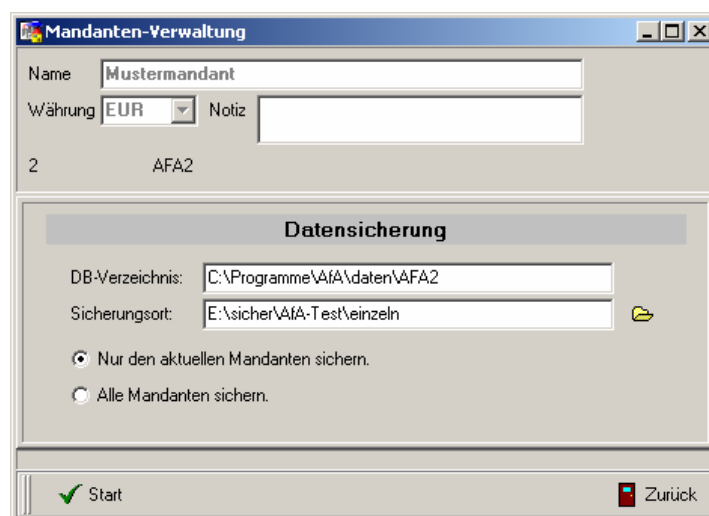 Mandanten-Verwaltung
Name Mustermandant
Währung EUR Notiz
2 AFA2
Datensicherung
DB-Verzeichnis: C:\Programme\AfA\daten\AFA2
Sicherungsort: E:\sicher\AfA-Test\einzeln
Nur den aktuellen Mandanten sichern.
Alle Mandanten sichern.
Start Zurück